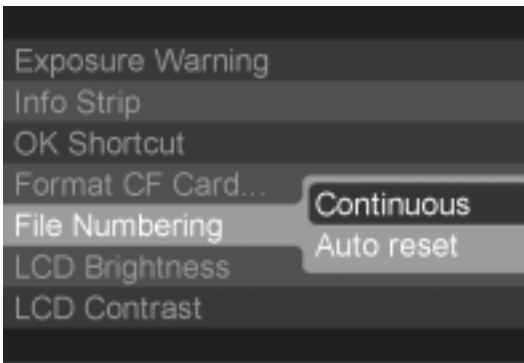 Exposure Warning
Info Strip
OK Shortcut
Format CF Card...
File Numbering
LCD Brightness
LCD Contrast
Continuous
Auto reset